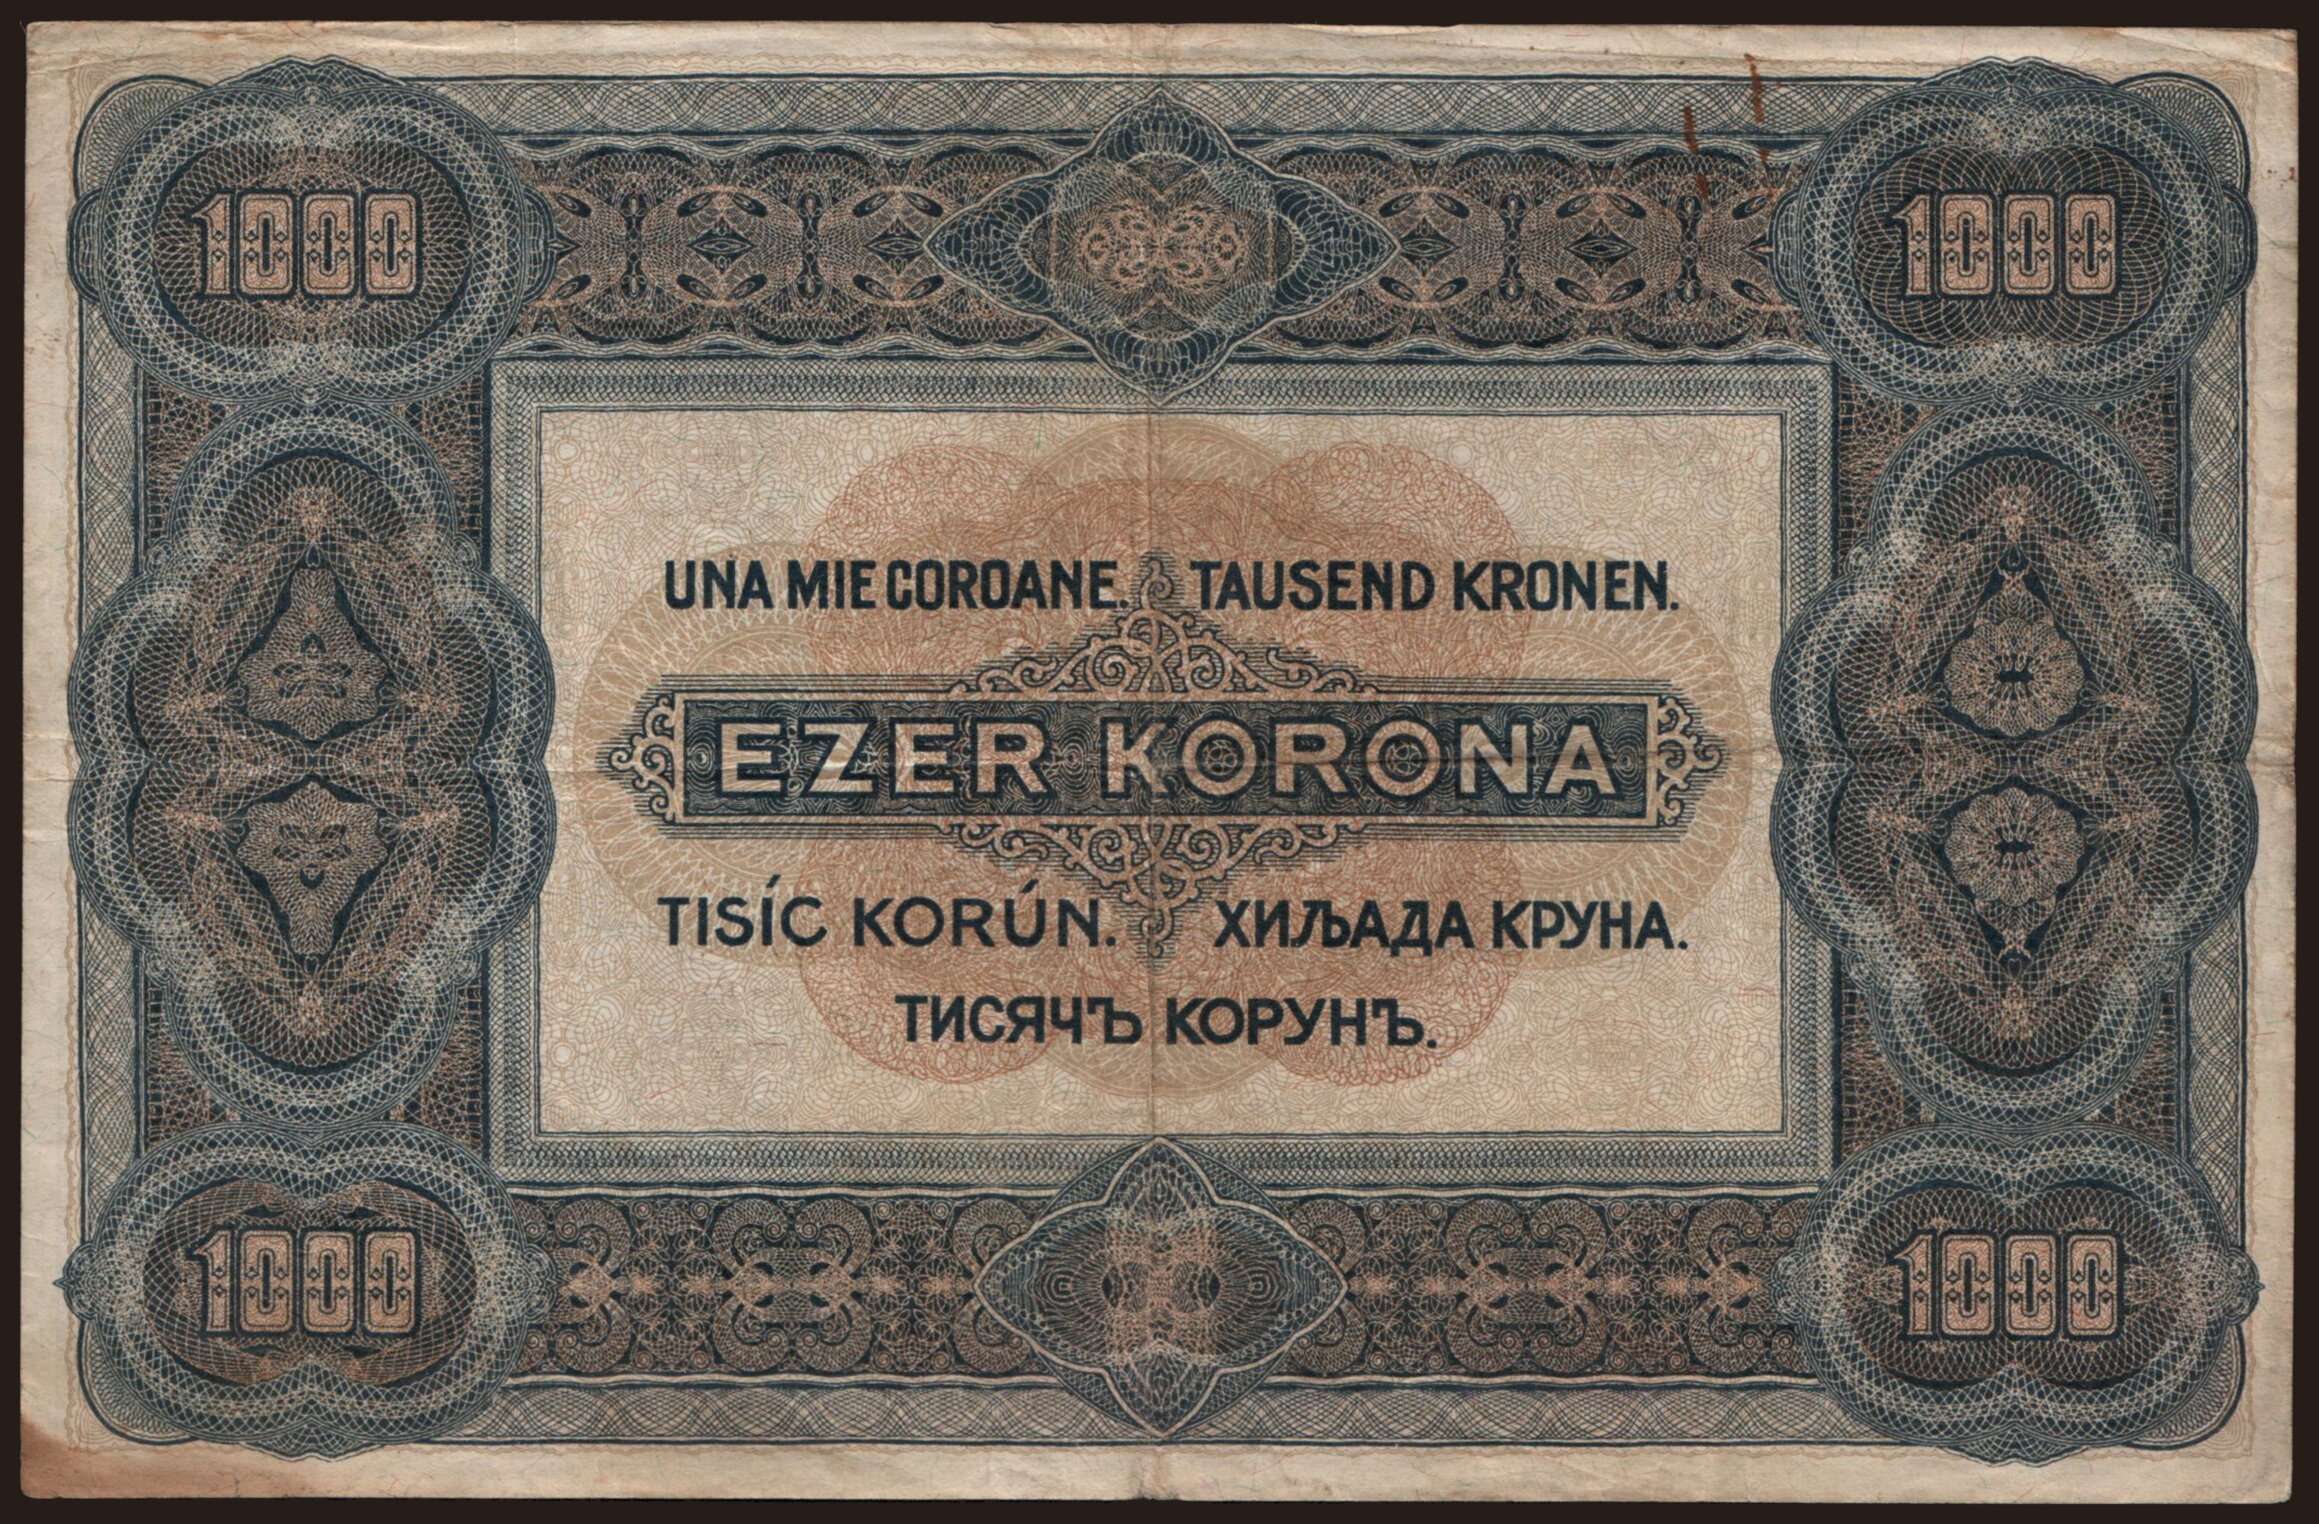 1000 1000
UNA MIE COROANE. TAUSEND KRONEN.
EZER KORONA
TISÍC KORÚN. ХИЉАДА КРУНА.
ТИСЯЧЪ КОРУНЪ.
1000 1000